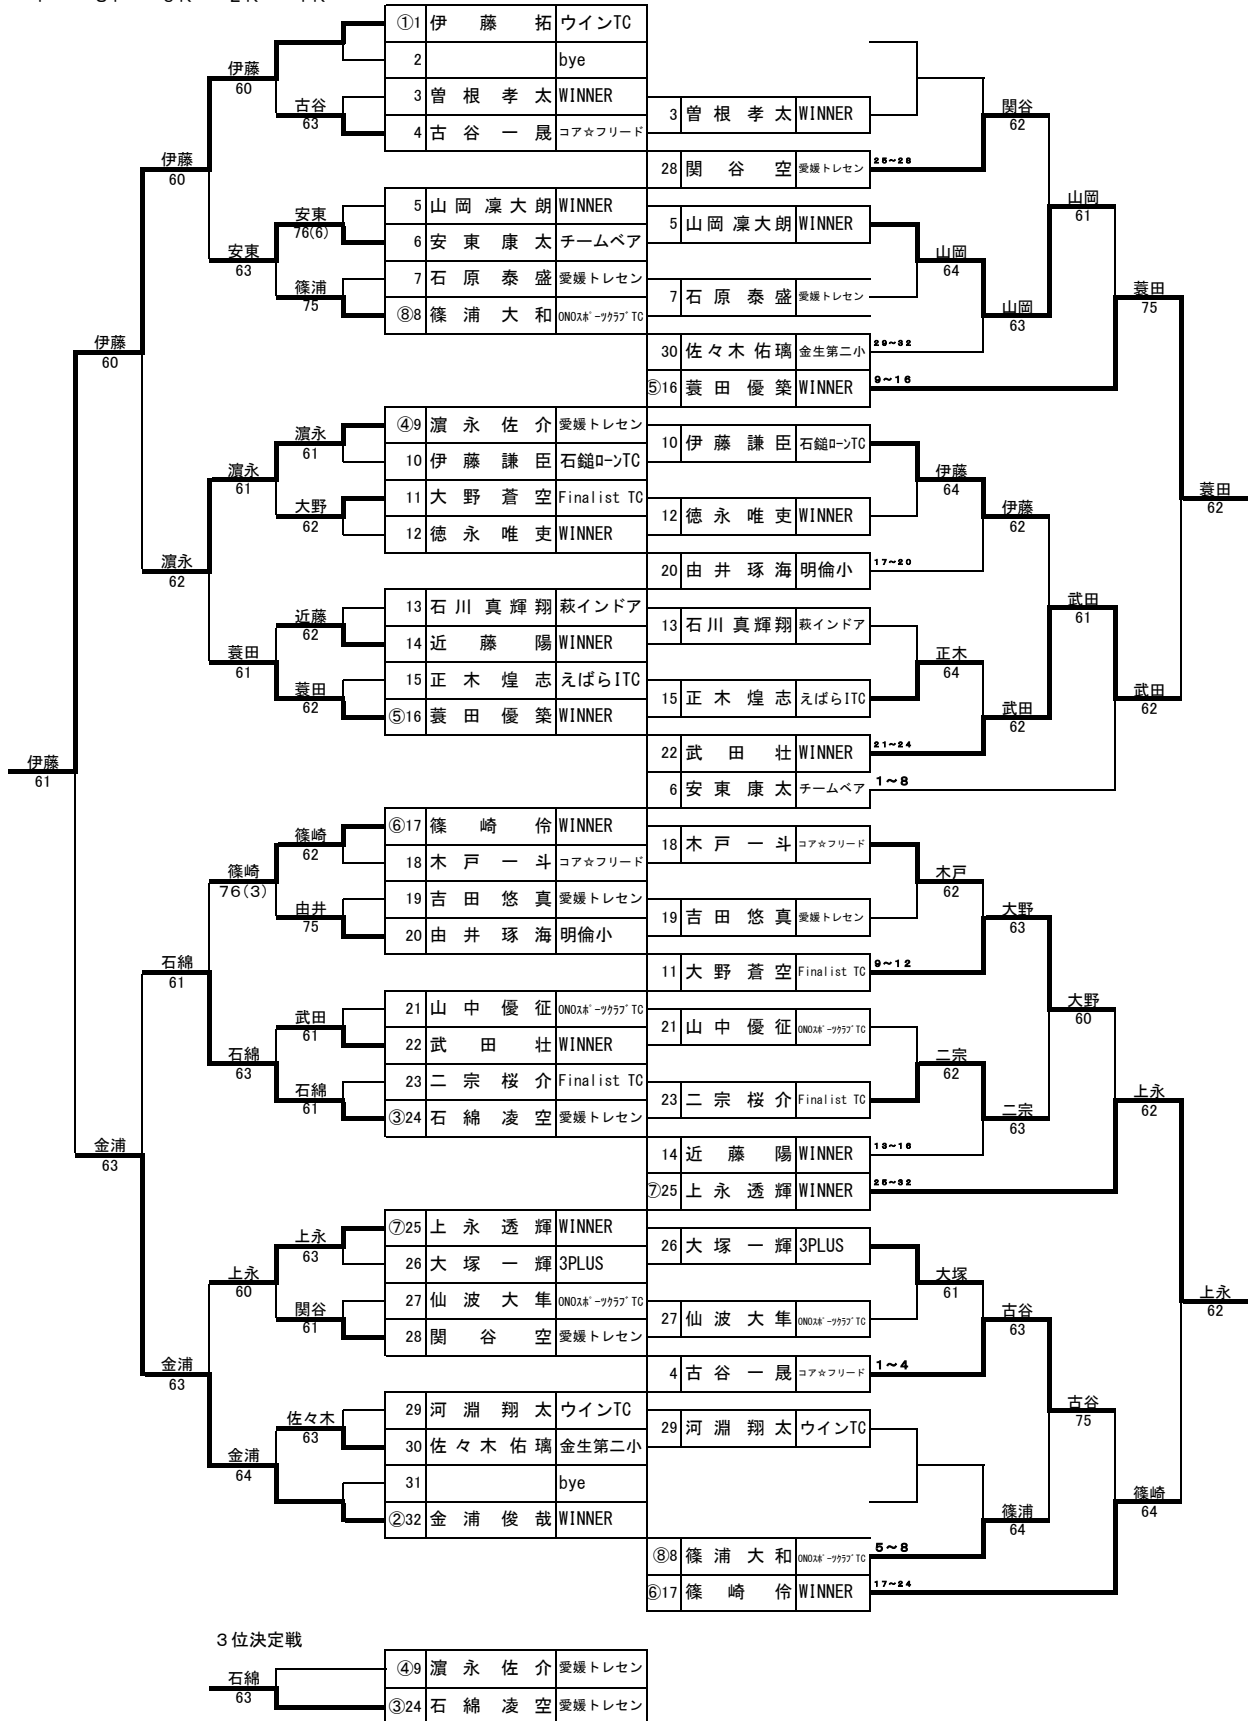 ①1 伊藤 拓 ウインTC
2 bye
3 曽根 孝太 WINNER
4 古谷 一晟 コア☆フリード
5 山岡 凜大朗 WINNER
6 安東 康太 チームベア
7 石原 泰盛 愛媛トレセン
⑧8 篠浦 大和 ONOスポーツクラブTC
④9 濵永 佐介 愛媛トレセン
10 伊藤 謙臣 石鎚ローンTC
11 大野 蒼空 Finalist TC
12 徳永 唯吏 WINNER
13 石川 真輝翔 萩インドア
14 近藤 陽 WINNER
15 正木 煌志 えばらITC
⑤16 蓑田 優築 WINNER
⑥17 篠崎 伶 WINNER
18 木戸 一斗 コア☆フリード
19 吉田 悠真 愛媛トレセン
20 由井 琢海 明倫小
21 山中 優征 ONOスポーツクラブTC
22 武田 壮 WINNER
23 二宗 桜介 Finalist TC
③24 石綿 凌空 愛媛トレセン
⑦25 上永 透輝 WINNER
26 大塚 一輝 3PLUS
27 仙波 大隼 ONOスポーツクラブTC
28 関谷 空 愛媛トレセン
29 河淵 翔太 ウインTC
30 佐々木 佑璃 金生第二小
31 bye
②32 金浦 俊哉 WINNER
伊藤
60
古谷
63
伊藤
60
安東
76(6)
安東
63
篠浦
75
伊藤
60
濵永
61
濵永
61
大野
62
濵永
62
近藤
62
蓑田
61
蓑田
62
伊藤
61
篠崎
62
篠崎
76(3)
由井
75
石綿
61
武田
61
石綿
63
石綿
61
金浦
63
上永
63
上永
60
関谷
61
金浦
63
佐々木
63
金浦
64
3 曽根 孝太 WINNER
28 関谷 空 愛媛トレセン 25~28
5 山岡 凜大朗 WINNER
7 石原 泰盛 愛媛トレセン
30 佐々木 佑璃 金生第二小 29~32
⑤16 蓑田 優築 WINNER 9~16
10 伊藤 謙臣 石鎚ローンTC
12 徳永 唯吏 WINNER
20 由井 琢海 明倫小 17~20
13 石川 真輝翔 萩インドア
15 正木 煌志 えばらITC
22 武田 壮 WINNER 21~24
6 安東 康太 チームベア 1~8
18 木戸 一斗 コア☆フリード
19 吉田 悠真 愛媛トレセン
11 大野 蒼空 Finalist TC 9~12
21 山中 優征 ONOスポーツクラブTC
23 二宗 桜介 Finalist TC
14 近藤 陽 WINNER 13~16
⑦25 上永 透輝 WINNER 25~32
26 大塚 一輝 3PLUS
27 仙波 大隼 ONOスポーツクラブTC
4 古谷 一晟 コア☆フリード 1~4
29 河淵 翔太 ウインTC
⑧8 篠浦 大和 ONOスポーツクラブTC 5~8
⑥17 篠崎 伶 WINNER 17~24
関谷
62
山岡
61
山岡
64
山岡
63
蓑田
75
伊藤
64
伊藤
62
蓑田
62
武田
61
正木
64
武田
62
武田
62
木戸
62
大野
63
大野
60
二宗
62
二宗
63
上永
62
大塚
61
古谷
63
上永
62
古谷
75
篠浦
64
篠崎
64
3位決定戦
④9 濵永 佐介 愛媛トレセン
石綿
63
③24 石綿 凌空 愛媛トレセン